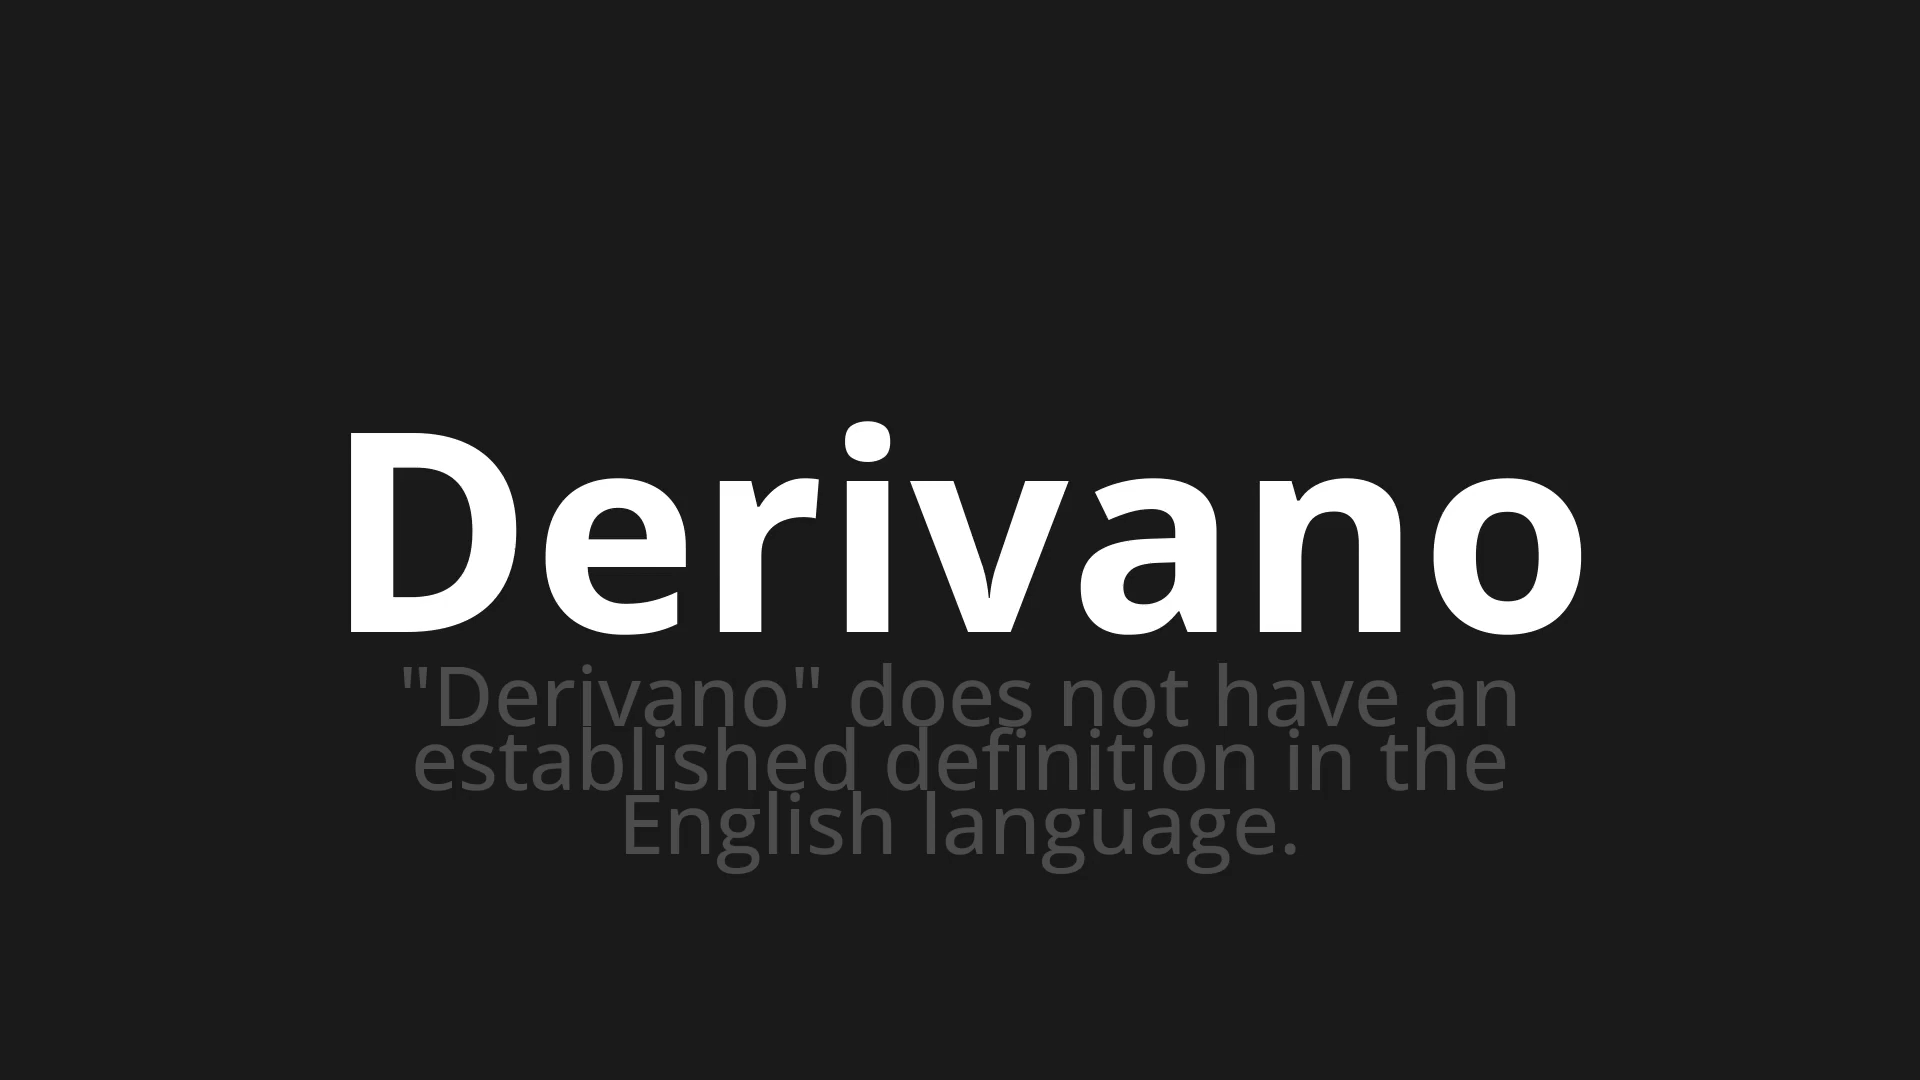 Derivano
"Derivano" does not have an
established definition in the
English language.